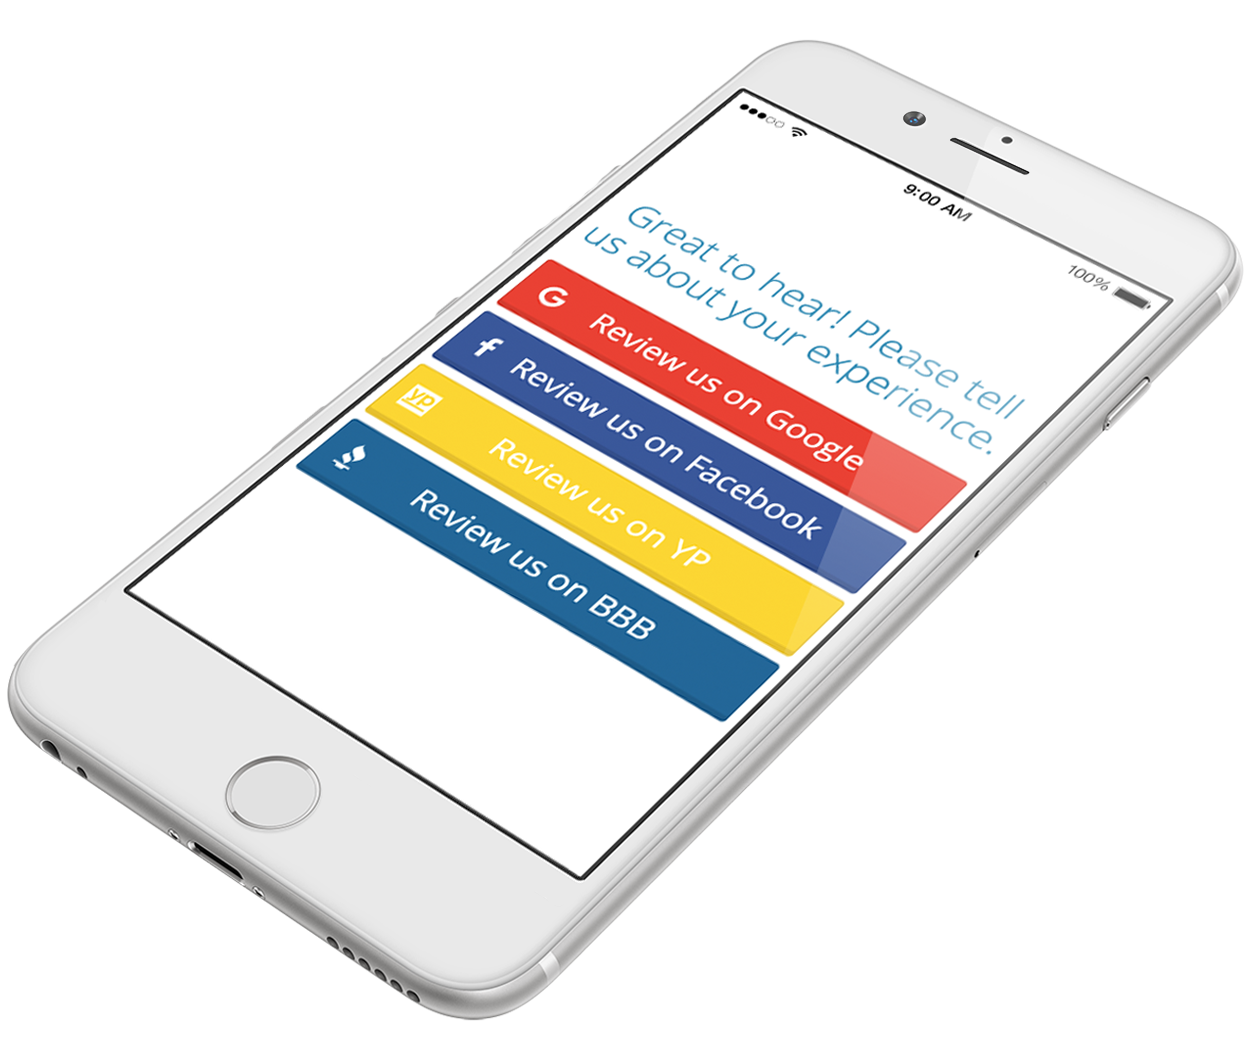 9:00 AM
100%
Great to hear! Please tell
us about your experience.
G Review us on Google
f Review us on Facebook
YP Review us on YP
Review us on BBB